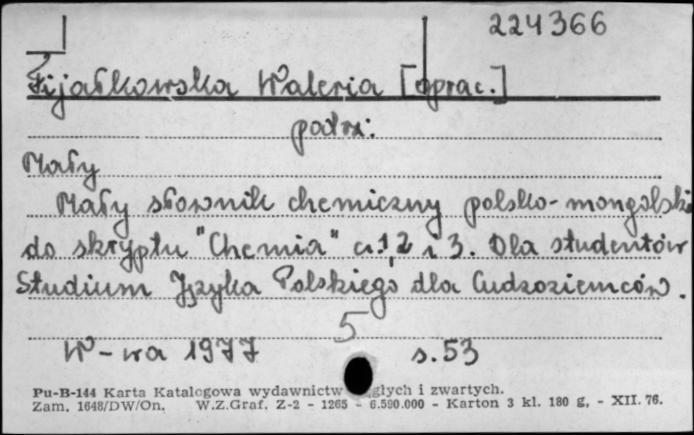 224366
Fijałkowska Waleria [oprac.]
patrz:
Mały
Mały słownik chemiczny polsko-mongolski
do skryptu "Chemia" cz.1,2 i 3. Dla studentów
Studium Języka Polskiego dla Cudzoziemców.
5
W-wa 1977 s.53
Pu-B-144 Karta Katalogowa wydawnictw i zwartych.
Zam. 1648/DW/On. W.Z.Graf. Z-2 - 1265 - 6.590.000 - Karton 3 kl. 180 g, - XII. 76.